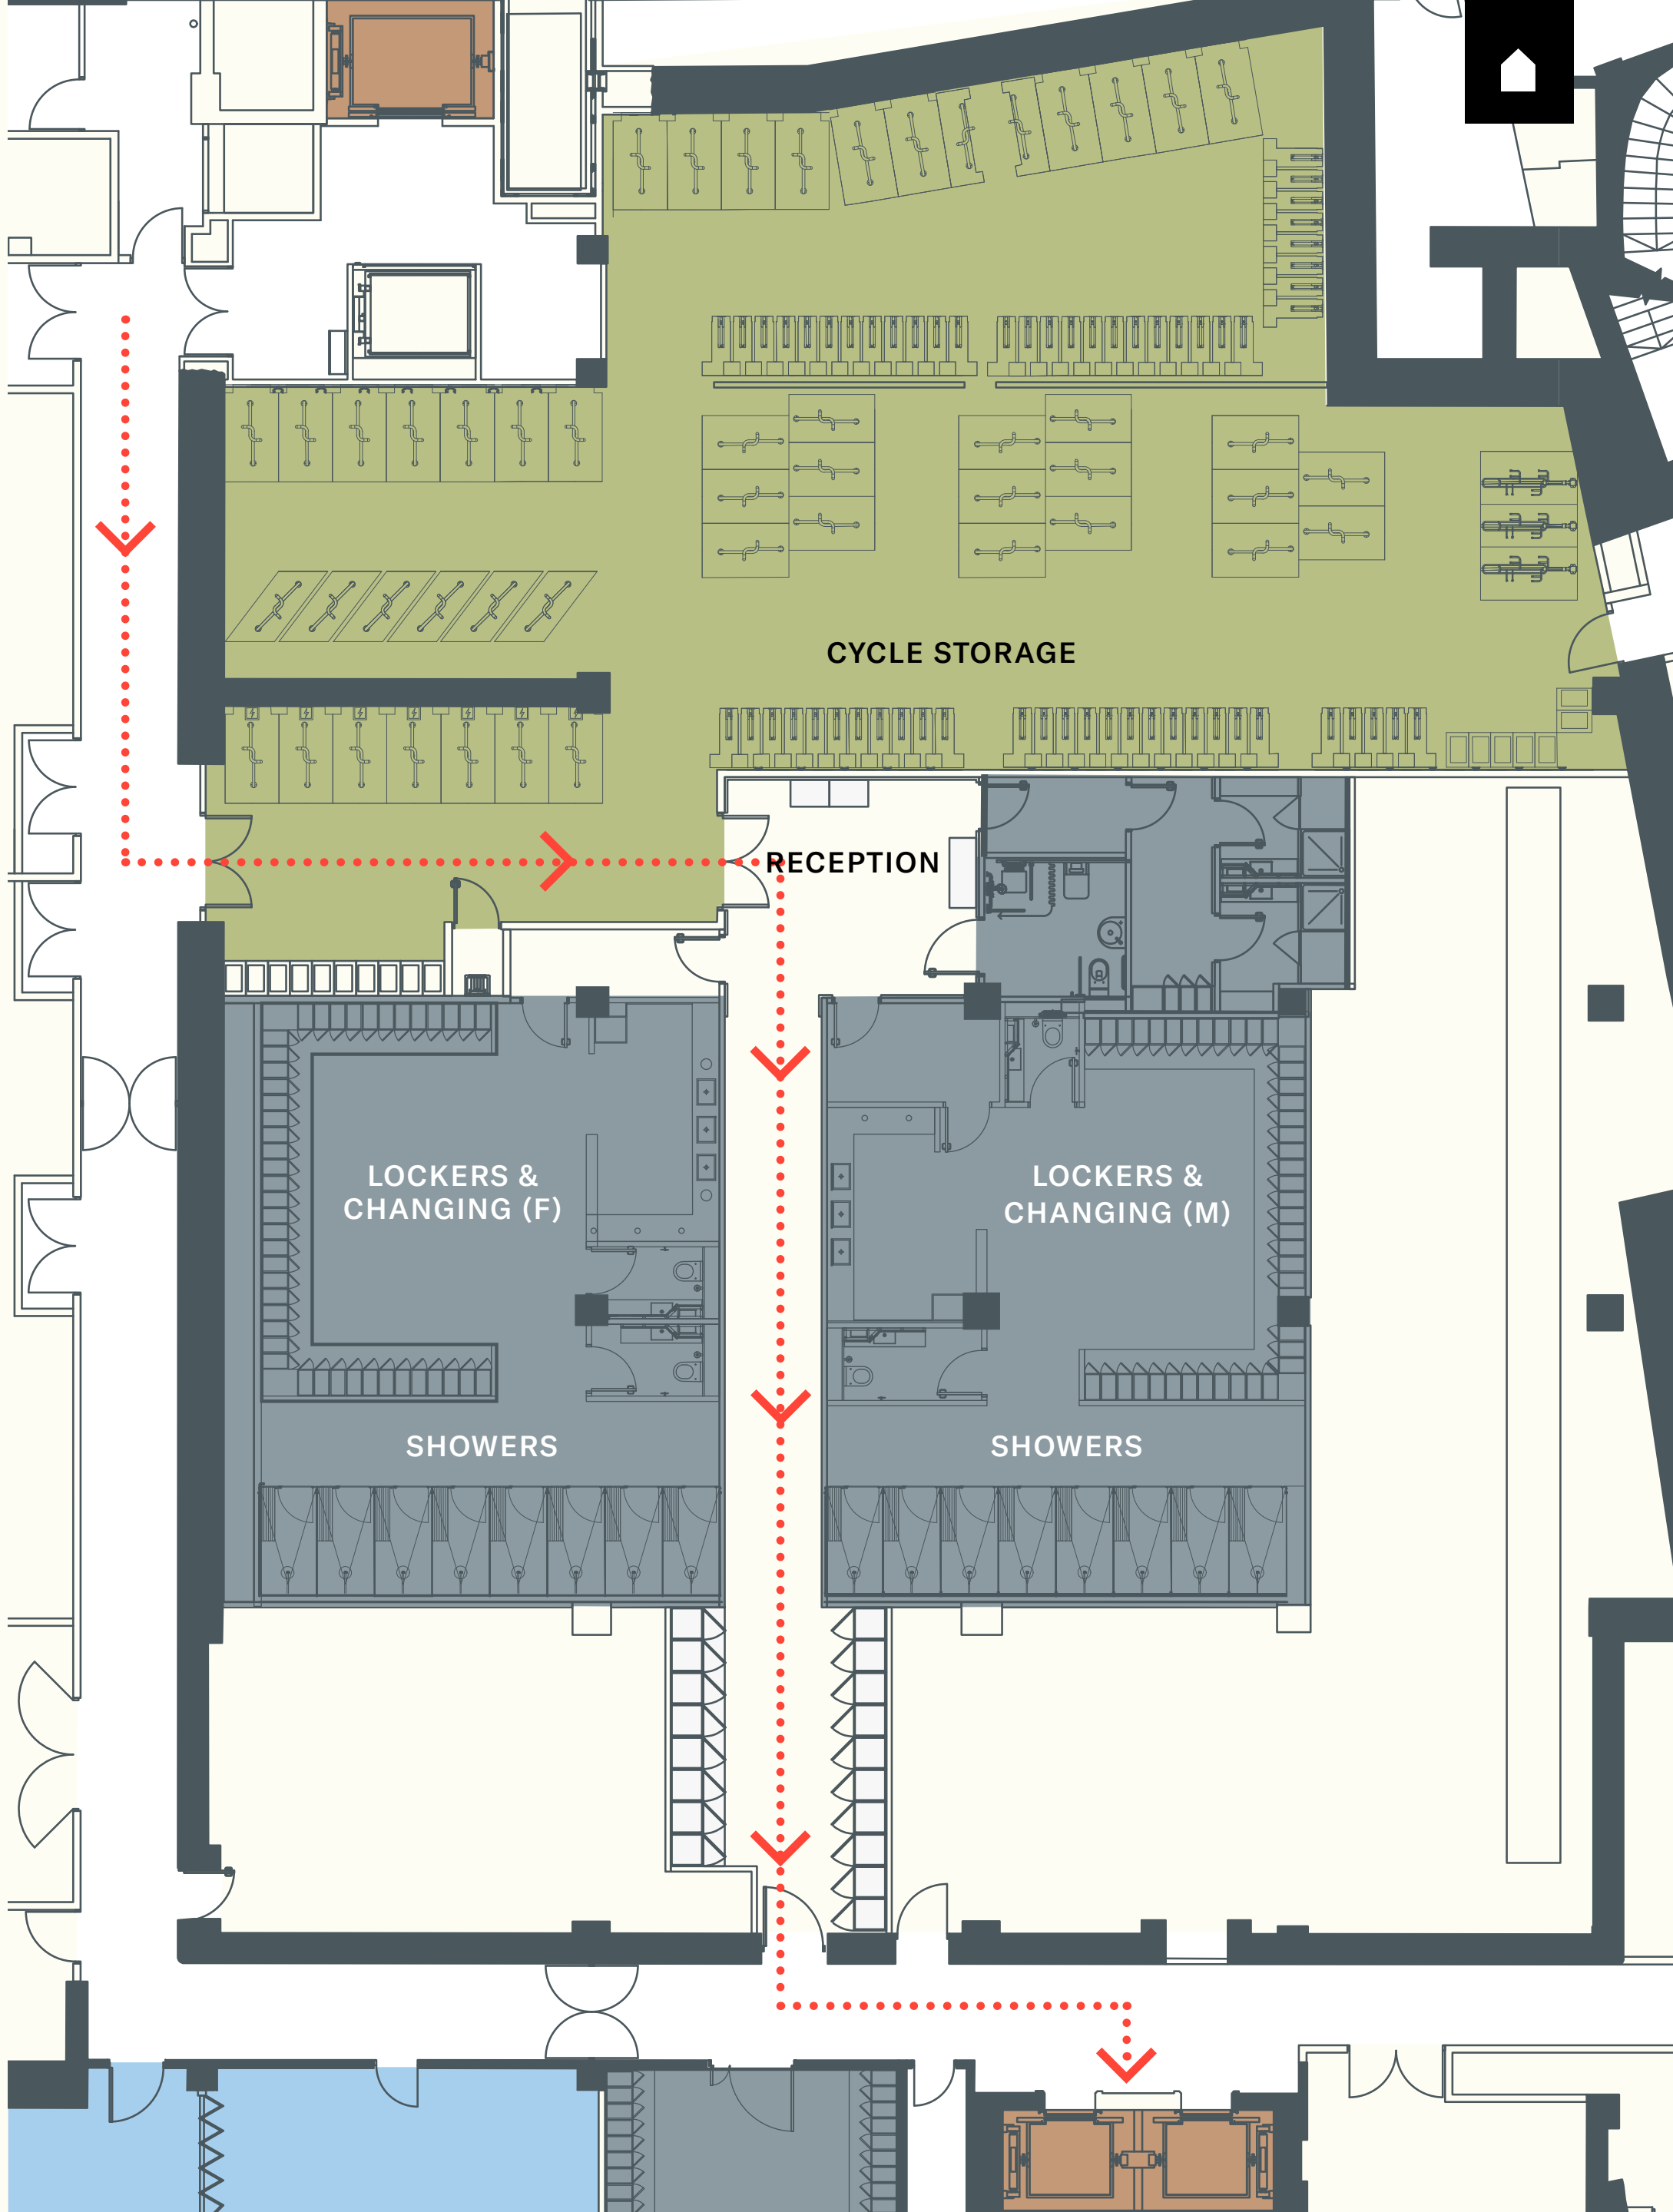 CYCLE STORAGE
RECEPTION
LOCKERS &
CHANGING (F)
LOCKERS &
CHANGING (M)
SHOWERS
SHOWERS